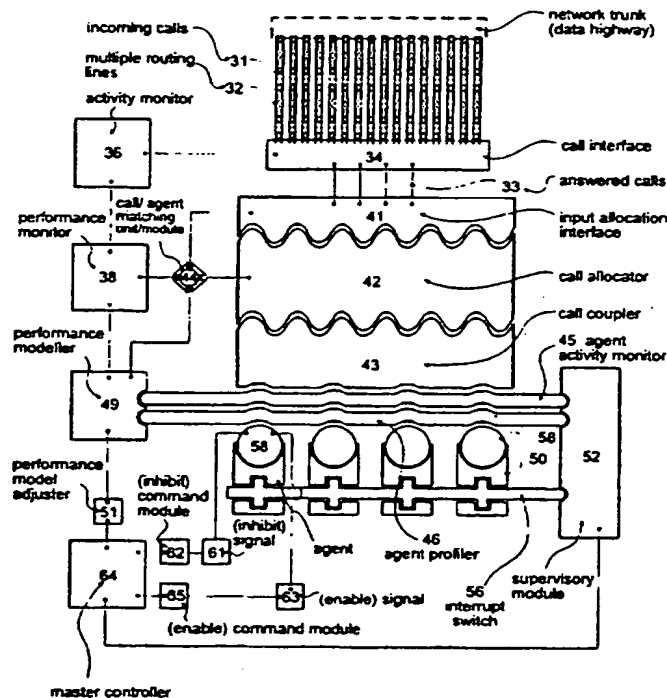 incoming calls
31
network trunk
(data highway)
multiple routing
lines
32
activity monitor
36
34
call interface
call/ agent
matching
unit/module
33
answered calls
performance
monitor
41
input allocation
interface
38
44
42
call allocator
call coupler
performance
modeller
43
45 agent
activity monitor
49
58
58
50
52
performance
model
adjuster
51
(inhibit)
command
module
(inhibit)
signal
agent
46
agent profiler
62
61
supervisory
module
56
interrupt
switch
64
65
63
(enable) signal
(enable) command module
master controller